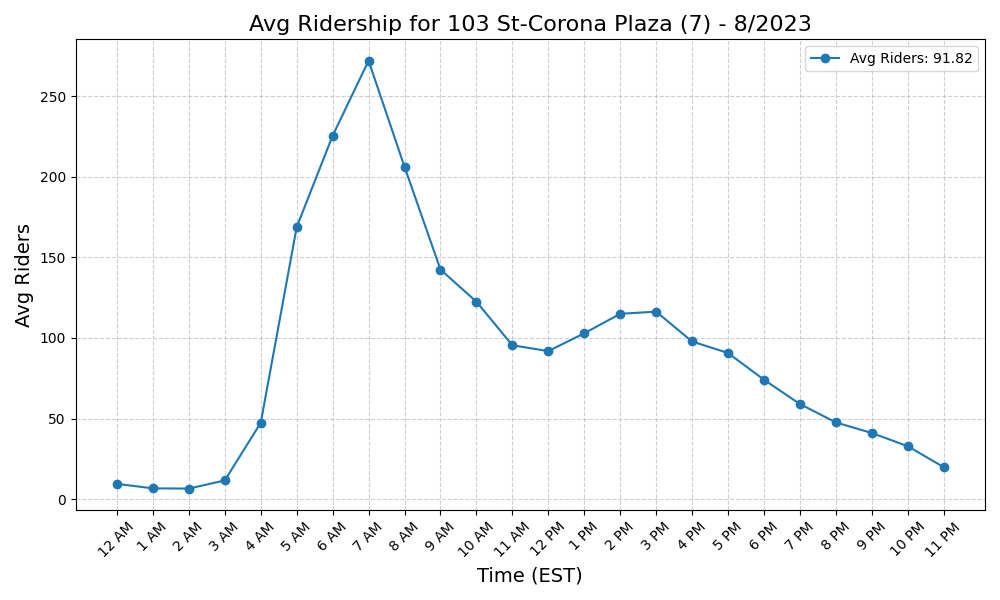 Avg Ridership for 103 St-Corona Plaza (7) - 8/2023
Avg Riders: 91.82
Avg Riders
250
200
150
100
50
0
12 AM
1 AM
2 AM
3 AM
4 AM
5 AM
6 AM
7 AM
8 AM
9 AM
10 AM
11 AM
12 PM
1 PM
2 PM
3 PM
4 PM
5 PM
6 PM
7 PM
8 PM
9 PM
10 PM
11 PM
Time (EST)